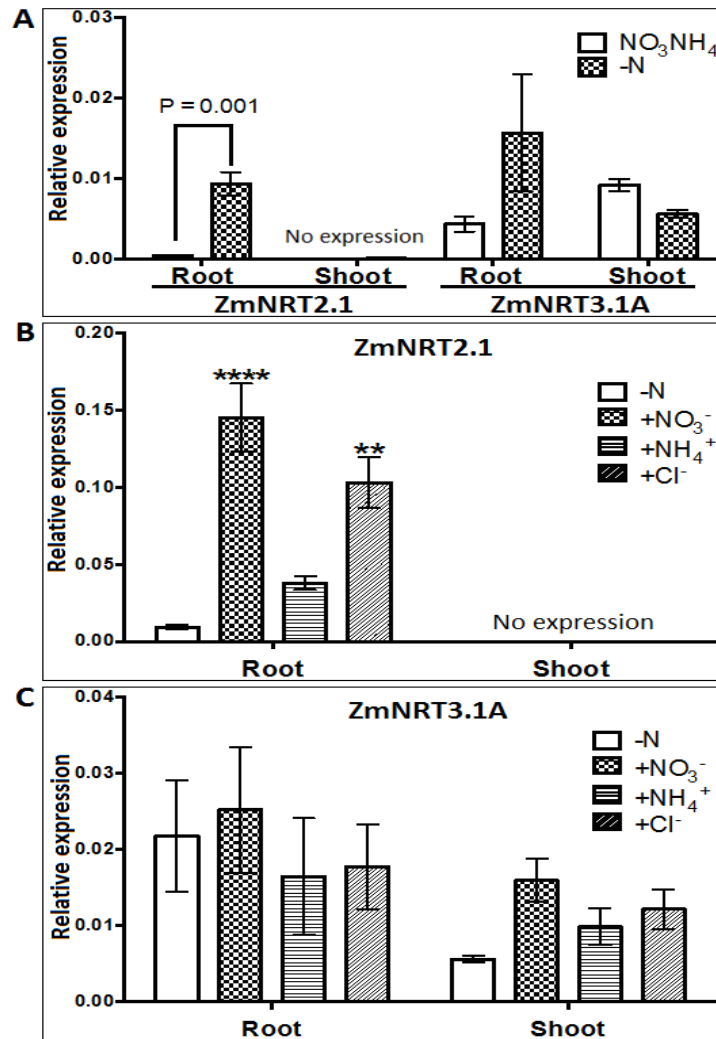 A
Relative expression
0.03
0.02
0.01
0.00
NO₃NH₄
-N
P = 0.001
No expression
Root Shoot Root Shoot
ZmNRT2.1 ZmNRT3.1A
B
ZmNRT2.1
Relative expression
0.20
0.15
0.10
0.05
0.00
****
**
-N
+NO₃⁻
+NH₄⁺
+Cl⁻
No expression
Root Shoot
C
ZmNRT3.1A
Relative expression
0.04
0.03
0.02
0.01
0.00
-N
+NO₃⁻
+NH₄⁺
+Cl⁻
Root Shoot